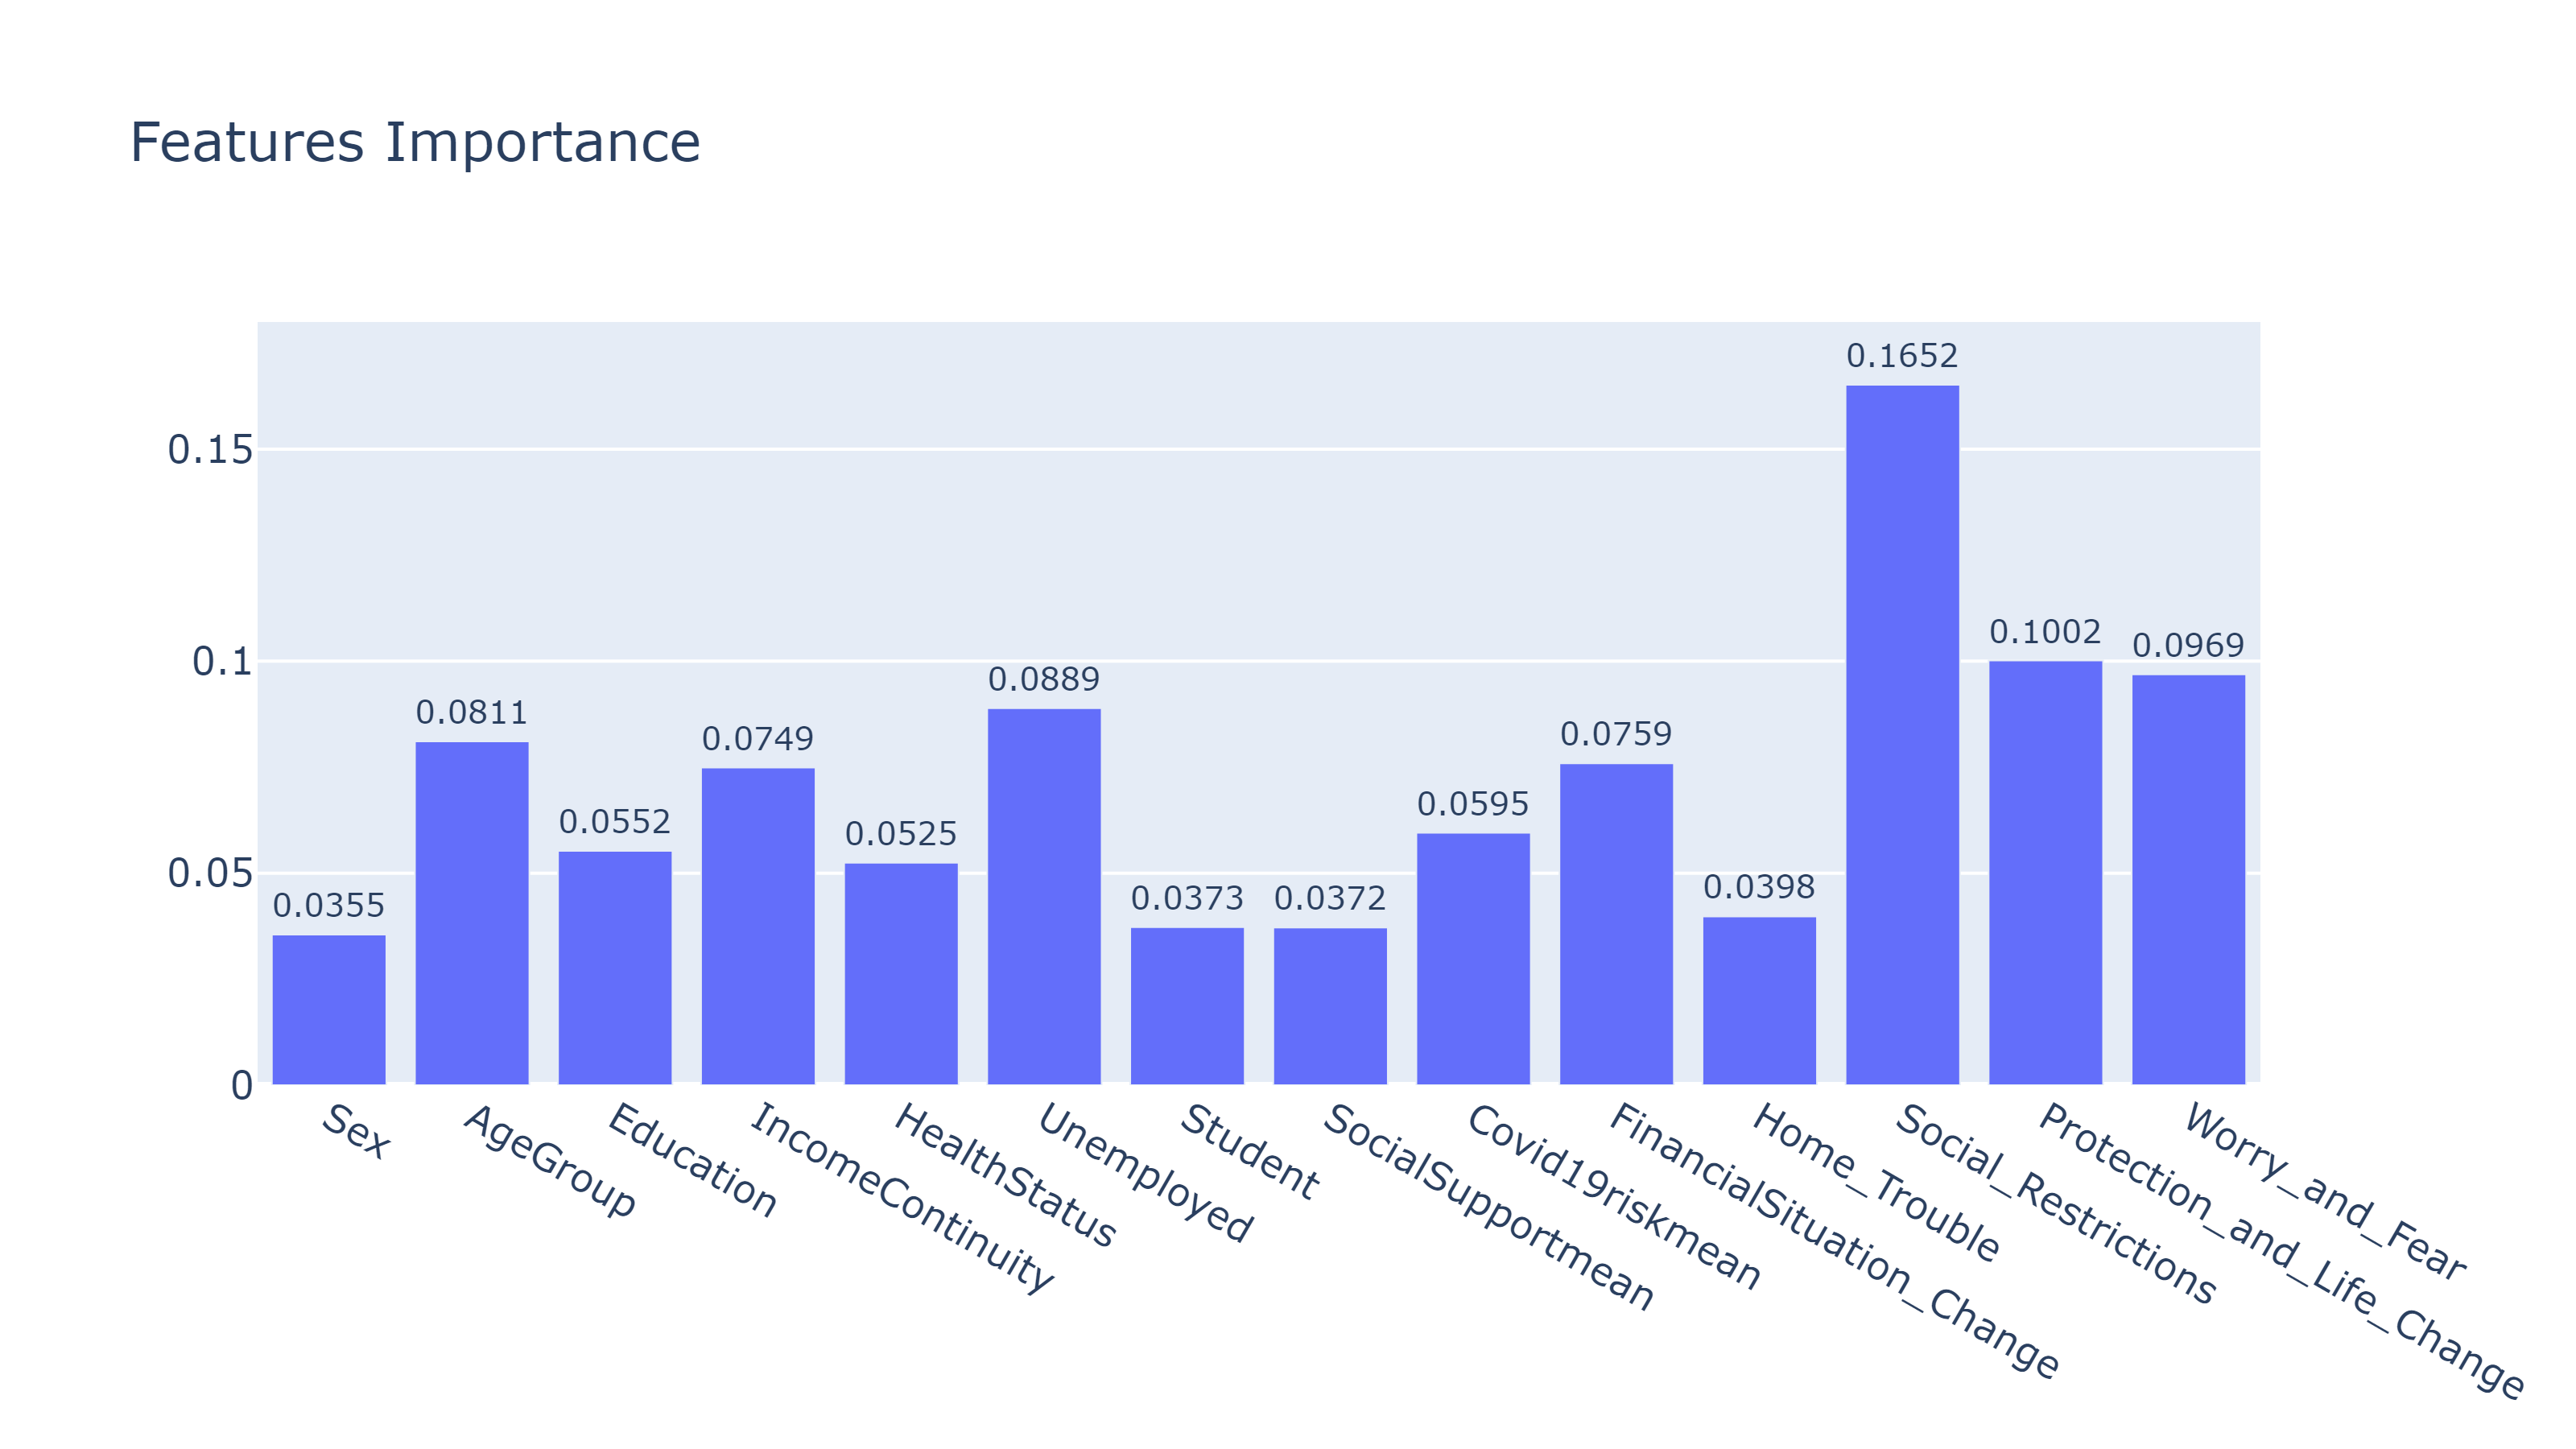 Features Importance
0.15
0.1
0.05
0
0.0355
0.0811
0.0552
0.0749
0.0525
0.0889
0.0373
0.0372
0.0595
0.0759
0.0398
0.1652
0.1002
0.0969
Sex
AgeGroup
Education
IncomeContinuity
HealthStatus
Unemployed
Student
SocialSupportmean
Covid19riskmean
FinancialSituation_Change
Home_Trouble
Social_Restrictions
Protection_and_Life_Change
Worry_and_Fear